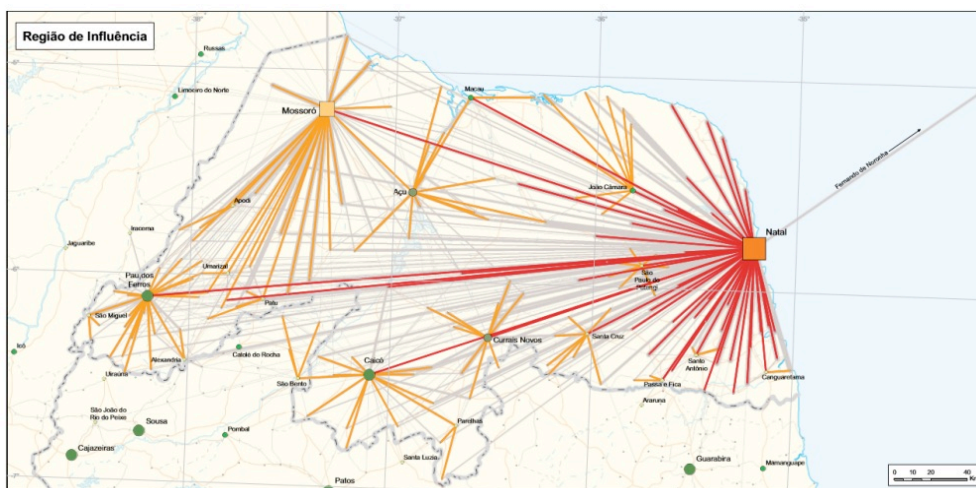 Região de Influência
Russas
Limoeiro do Norte
Mossoró
Macau
Fernando de Noronha
Açu
João Câmara
Apodi
Natal
Iracema
Jaguaribe
Umarizal
Pau dos
Ferros
São
Paulo do
Potengi
Patu
São Miguel
Santa Cruz
Currais Novos
Icó
Alexandria
Catolé do Rocha
Caicó
Santo
Antônio
Uiraúna
São Bento
Passa e Fica
Canguaretama
Araruna
São João do
Rio do Peixe
Sousa
Pombal
Parelhas
Cajazeiras
Santa Luzia
Guarabira
Mamanguape
Patos
0 10 20 40